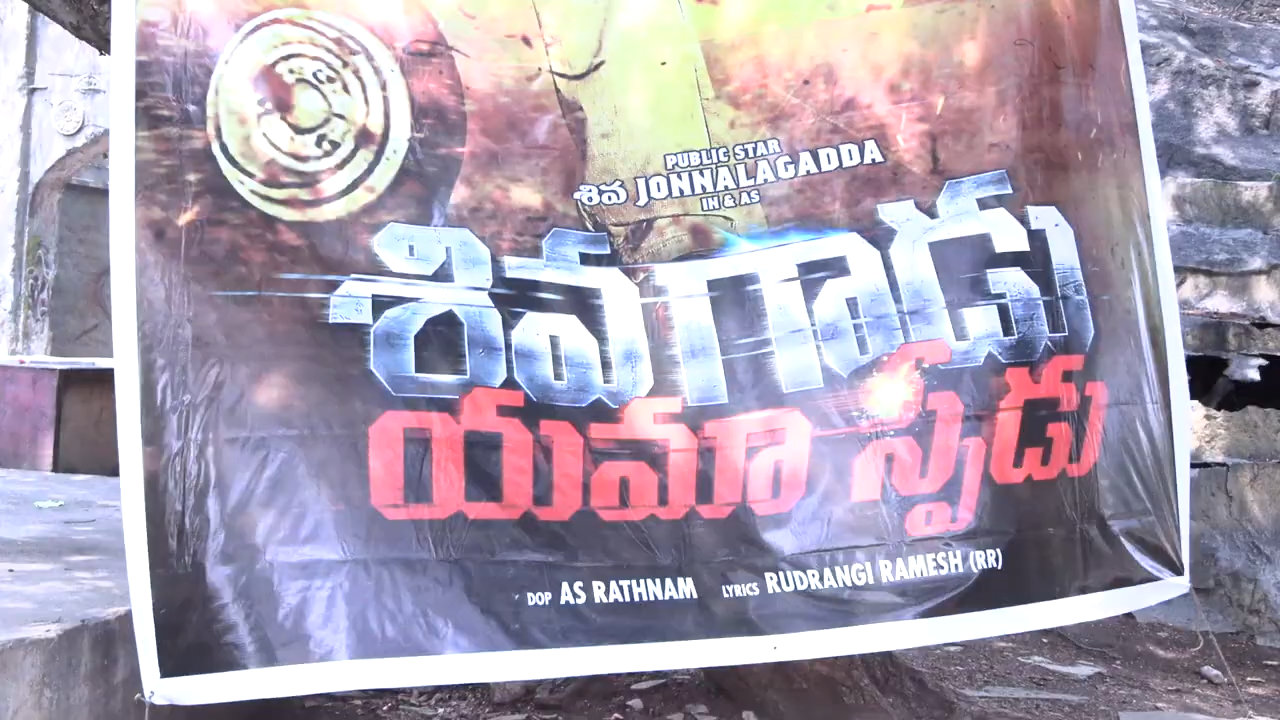 PUBLIC STAR
శివ JONNALAGADDA
IN & AS
శివగాడు
యమా స్పీడు
DOP AS RATHNAM LYRICS RUDRANGI RAMESH (RR)